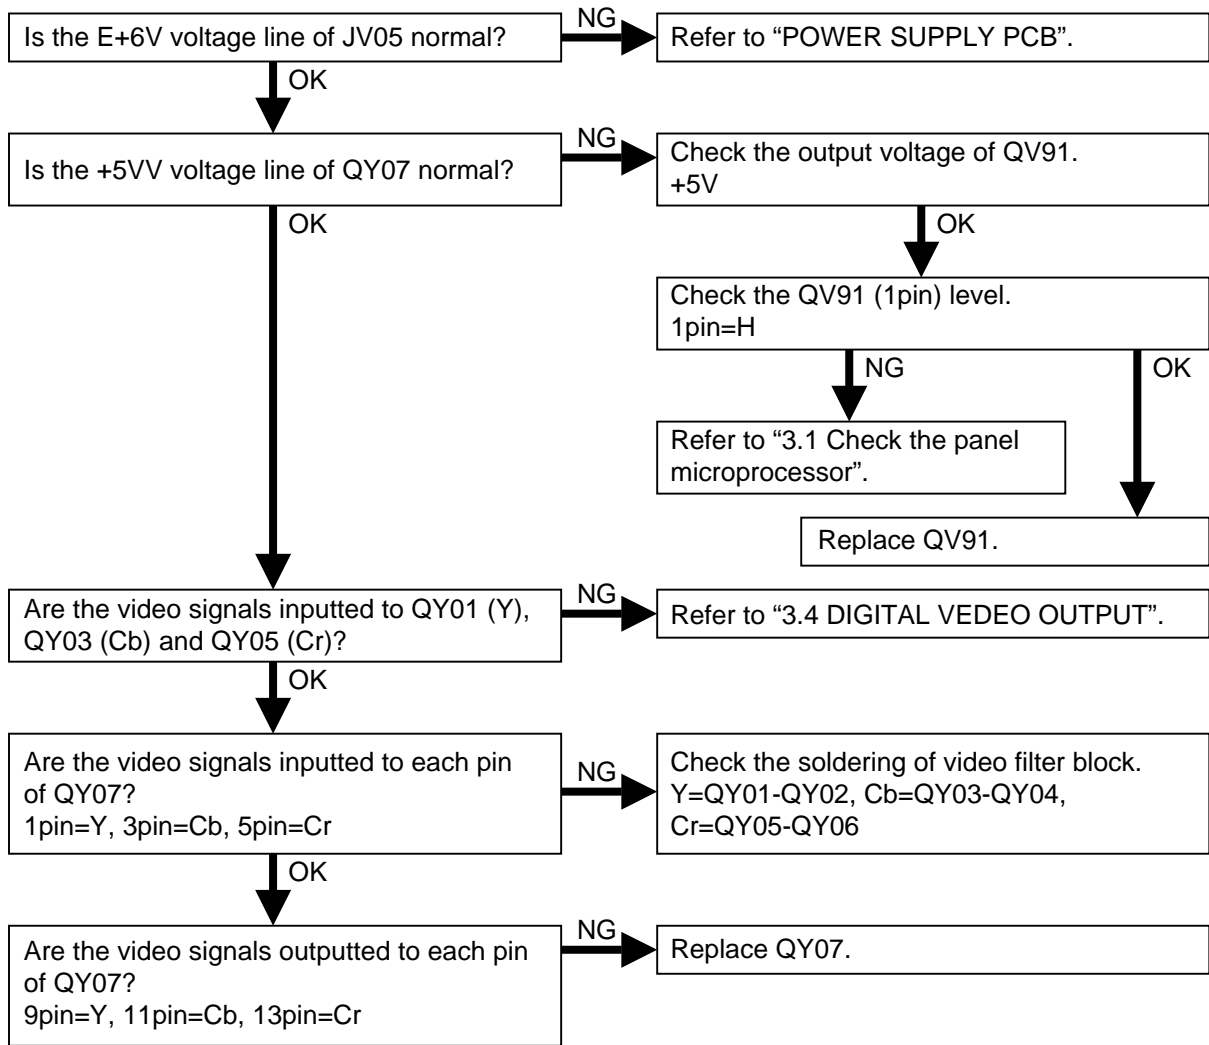 Is the E+6V voltage line of JV05 normal?
NG
Refer to “POWER SUPPLY PCB”.
OK
Is the +5VV voltage line of QY07 normal?
NG
Check the output voltage of QV91.
+5V
OK
OK
Check the QV91 (1pin) level.
1pin=H
NG
OK
Refer to “3.1 Check the panel
microprocessor”.
Replace QV91.
Are the video signals inputted to QY01 (Y),
QY03 (Cb) and QY05 (Cr)?
NG
Refer to “3.4 DIGITAL VEDEO OUTPUT”.
OK
Are the video signals inputted to each pin
of QY07?
1pin=Y, 3pin=Cb, 5pin=Cr
NG
Check the soldering of video filter block.
Y=QY01-QY02, Cb=QY03-QY04,
Cr=QY05-QY06
OK
Are the video signals outputted to each pin
of QY07?
9pin=Y, 11pin=Cb, 13pin=Cr
NG
Replace QY07.